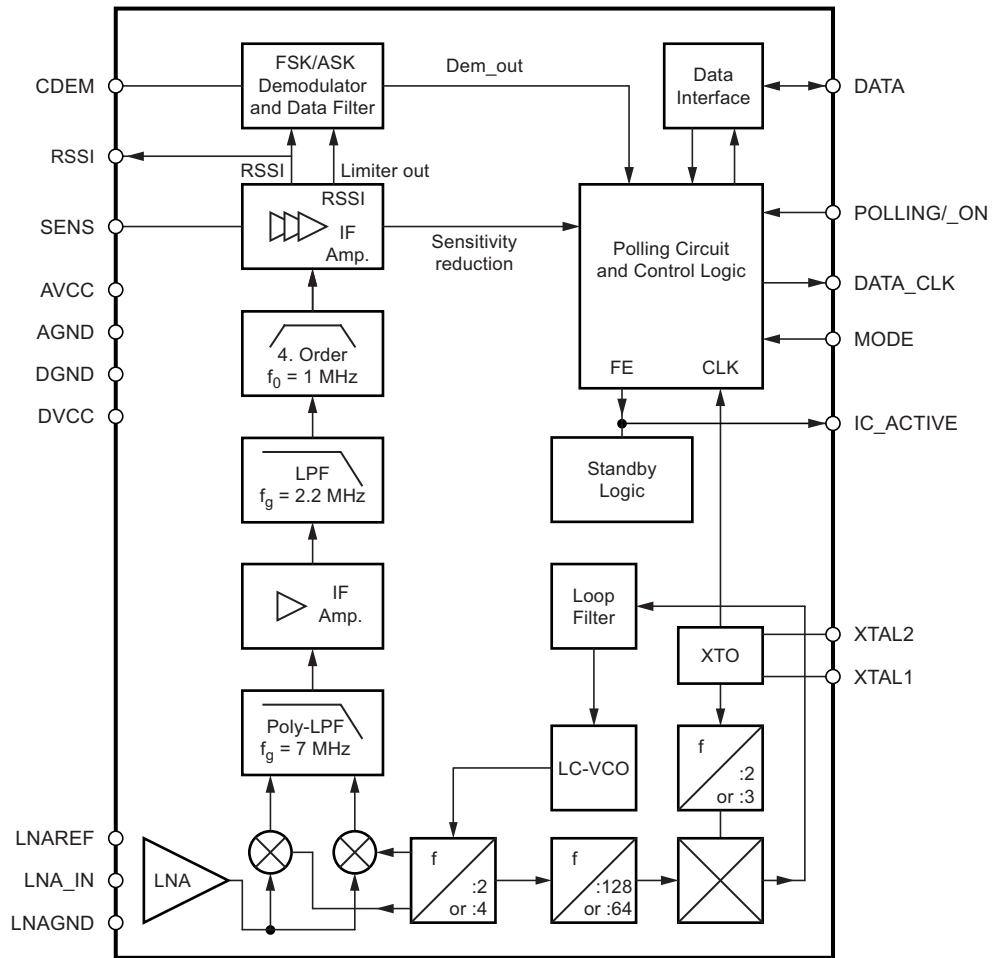 CDEM
RSSI
SENS
AVCC
AGND
DGND
DVCC
LNAREF
LNA_IN
LNAGND
FSK/ASK
Demodulator
and Data Filter
Dem_out
RSSI
Limiter out
RSSI
IF
Amp.
Sensitivity
reduction
4. Order
f0 = 1 MHz
LPF
fg = 2.2 MHz
IF
Amp.
Poly-LPF
fg = 7 MHz
LNA
Data
Interface
Polling Circuit
and Control Logic
FE
CLK
Standby
Logic
Loop
Filter
XTO
LC-VCO
f
:2
or :3
f
:2
or :4
f
:128
or :64
DATA
POLLING/_ON
DATA_CLK
MODE
IC_ACTIVE
XTAL2
XTAL1